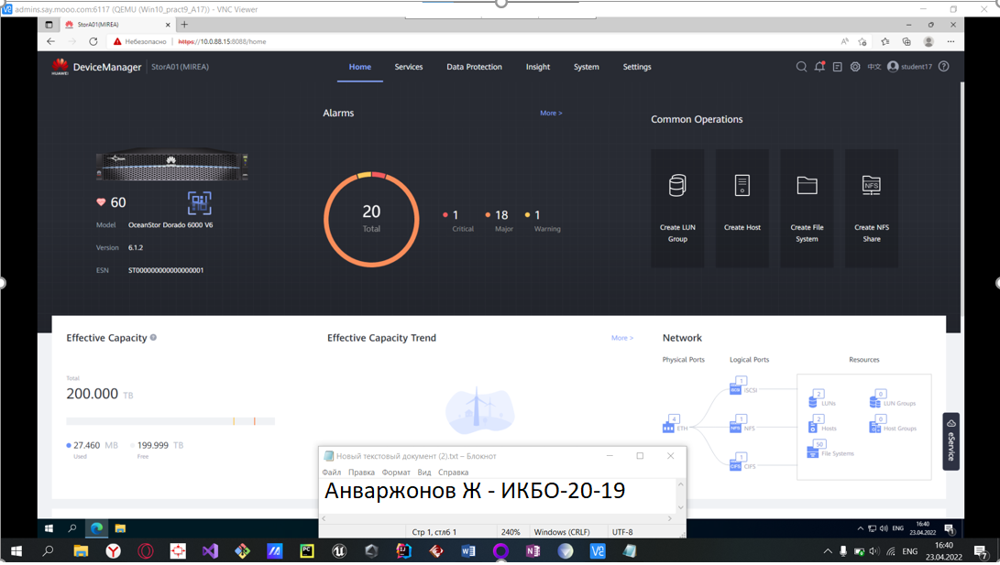 admins.say.mooo.com:6117 (QEMU (Win10_pract9_A17)) - VNC Viewer
StorA01(MIREA)
Небезопасно https://10.0.88.15:8088/home
HUAWEI DeviceManager StorA01(MIREA) Home Services Data Protection Insight System Settings 中文 student17
Alarms More >
Common Operations
60
Model OceanStor Dorado 6000 V6
Version 6.1.2
ESN ST000000000000000001
20
Total
1 18 1
Critical Major Warning
Create LUN Group
Create Host
Create File System
NFS
Create NFS Share
Effective Capacity
Total
200.000 TB
27.460 MB 199.999 TB
Used Free
Effective Capacity Trend More >
Network
Physical Ports Logical Ports Resources
4
ETH
1
iSCSI iSCSI
1
NFS NFS
1
CIFS CIFS
2
LUNs
0
LUN Groups
2
Hosts
0
Host Groups
50
File Systems
eService
Новый текстовый документ (2).txt – Блокнот
Файл Правка Формат Вид Справка
Анваржонов Ж - ИКБО-20-19
Стр 1, стлб 1 240% Windows (CRLF) UTF-8
ENG 16:40
23.04.2022
ENG 16:40
23.04.2022
7